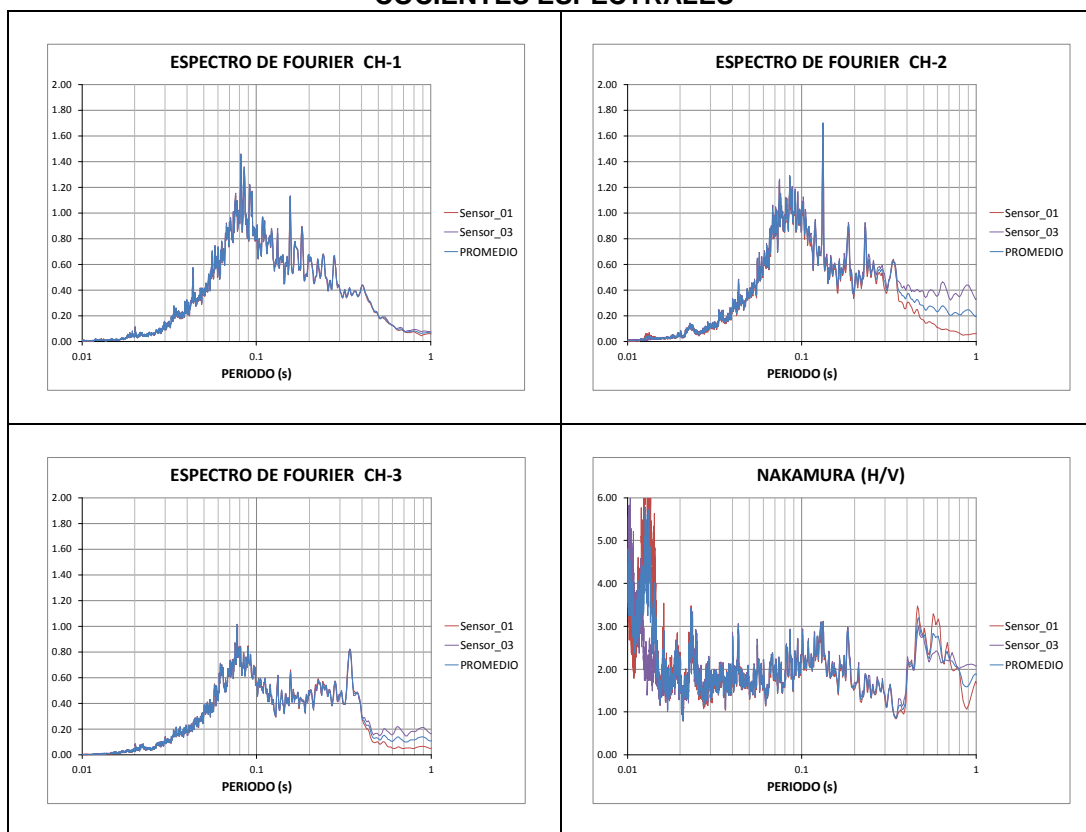 COCIENTES ESPECTRALES
ESPECTRO DE FOURIER CH-1
2.00
1.80
1.60
1.40
1.20
1.00
0.80
0.60
0.40
0.20
0.00
0.01 0.1 1
PERIODO (s)
Sensor_01
Sensor_03
PROMEDIO
ESPECTRO DE FOURIER CH-2
2.00
1.80
1.60
1.40
1.20
1.00
0.80
0.60
0.40
0.20
0.00
0.01 0.1 1
PERIODO (s)
Sensor_01
Sensor_03
PROMEDIO
ESPECTRO DE FOURIER CH-3
2.00
1.80
1.60
1.40
1.20
1.00
0.80
0.60
0.40
0.20
0.00
0.01 0.1 1
PERIODO (s)
Sensor_01
Sensor_03
PROMEDIO
NAKAMURA (H/V)
6.00
5.00
4.00
3.00
2.00
1.00
0.00
0.01 0.1 1
PERIODO (s)
Sensor_01
Sensor_03
PROMEDIO